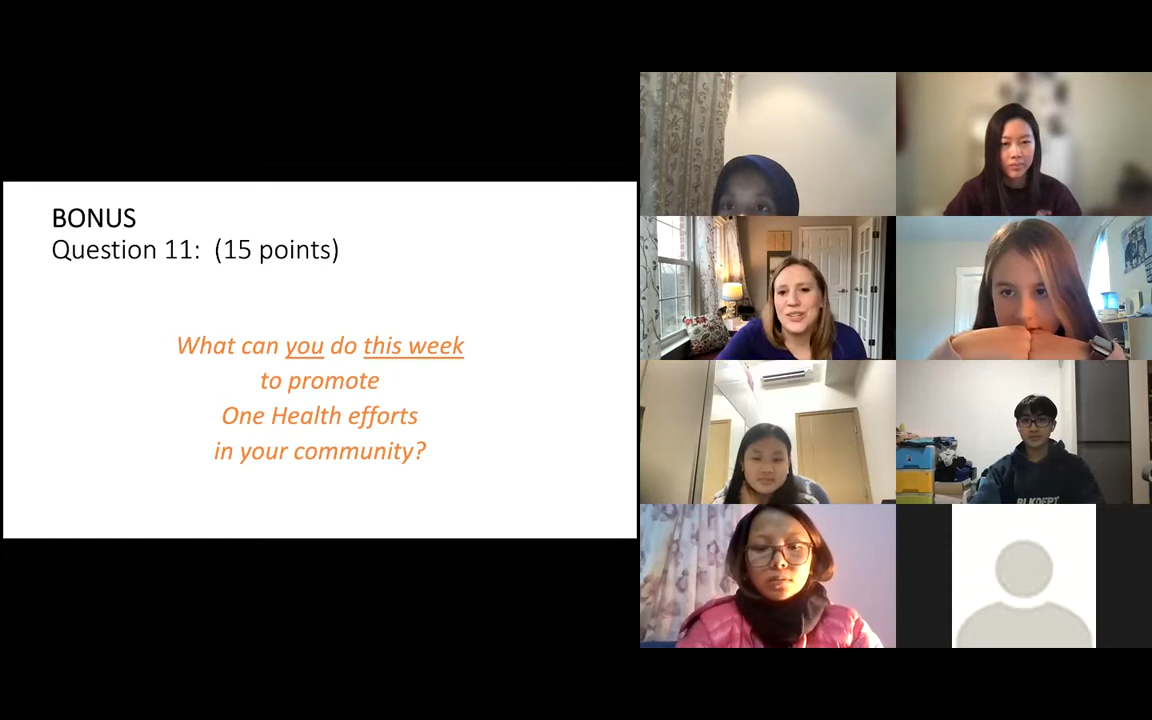 BONUS
Question 11:  (15 points)
What can you do this week
to promote
One Health efforts
in your community?
BLKDEPT